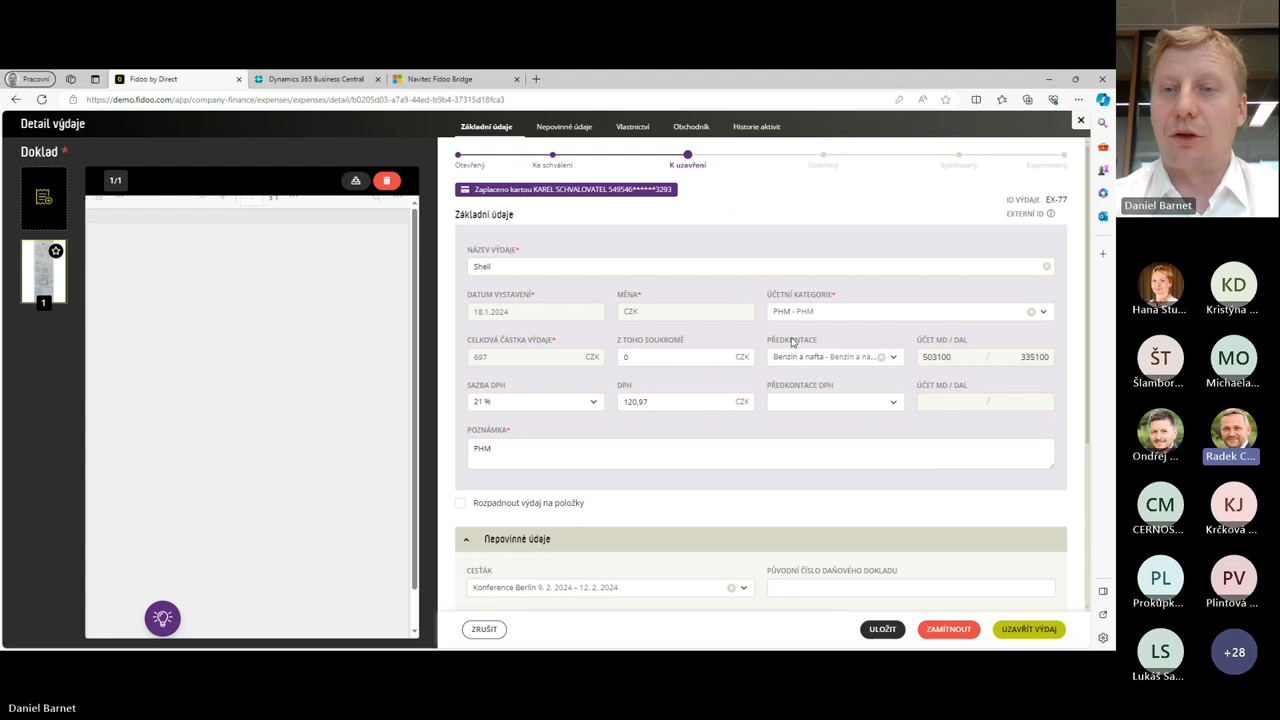 Pracovní
Fidoo by Direct
Dynamics 365 Business Central
Navitec Fidoo Bridge
https://demo.fidoo.com/app/company-finance/expenses/expenses/detail/b0205d03-a7a9-44ed-b9b4-37315d18fca3
Detail výdaje
Základní údaje
Nepovinné údaje
Vlastnictví
Obchodník
Historie aktivit
Doklad *
1/1
1
Otevřený
Ke schválení
K uzavření
Uzavřený
Vyúčtovaný
Exportovaný
Zaplaceno kartou KAREL SCHVALOVATEL 549546******3293
ID VÝDAJE EX-77
EXTERNÍ ID
Základní údaje
NÁZEV VÝDAJE*
Shell
DATUM VYSTAVENÍ* MĚNA* ÚČETNÍ KATEGORIE*
18.1.2024 CZK PHM - PHM
CELKOVÁ ČÁSTKA VÝDAJE* Z TOHO SOUKROMĚ PŘEDKONTACE ÚČET MD / DAL
697 CZK 0 CZK Benzín a nafta - Benzín a na... 503100 / 335100
SAZBA DPH DPH PŘEDKONTACE DPH ÚČET MD / DAL
21 % 120,97 CZK /
POZNÁMKA*
PHM
Rozpadnout výdaj na položky
Nepovinné údaje
CESŤÁK PŮVODNÍ ČÍSLO DAŇOVÉHO DOKLADU
Konference Berlín 9. 2. 2024 – 12. 2. 2024
ZRUŠIT
ULOŽIT
ZAMÍTNOUT
UZAVŘÍT VÝDAJ
Daniel Barnet
Hana Stu...
KD
Kristýna ...
ŠT
Šlambor...
MO
Michaela...
Ondřej ...
Radek C...
CM
CERNOS...
KJ
Krčková ...
PL
Prokůpk...
PV
Plintová ...
LS
Lukáš Sa...
+28
Daniel Barnet